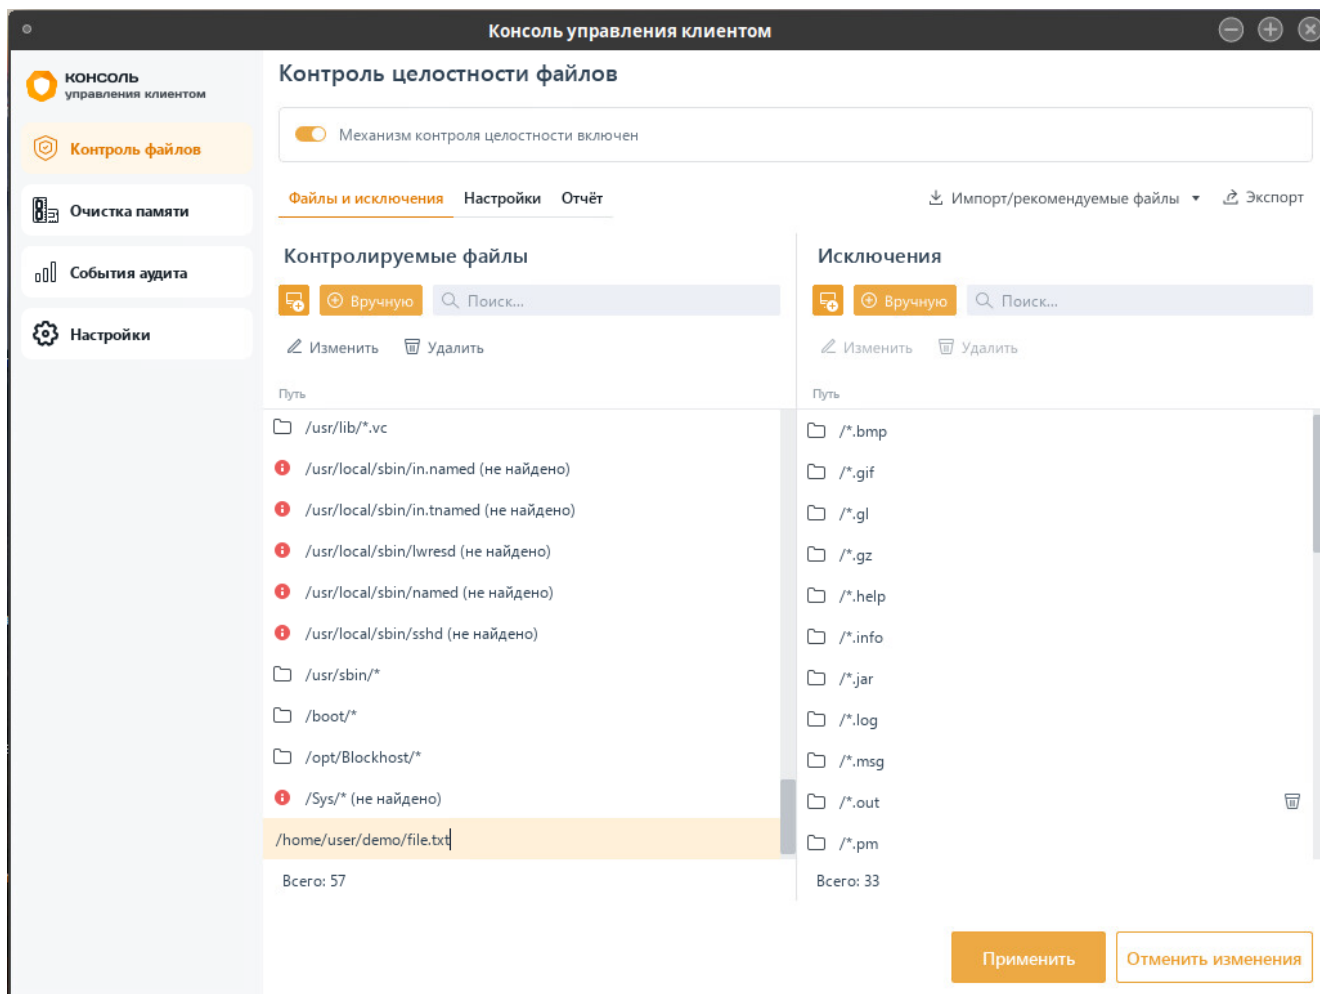 Консоль управления клиентом
консоль
управления клиентом
Контроль файлов
Очистка памяти
События аудита
Настройки
Контроль целостности файлов
Механизм контроля целостности включен
Файлы и исключения Настройки Отчёт
Импорт/рекомендуемые файлы Экспорт
Контролируемые файлы
Вручную Поиск...
Изменить Удалить
Путь
/usr/lib/*.vc
/usr/local/sbin/in.named (не найдено)
/usr/local/sbin/in.tnamed (не найдено)
/usr/local/sbin/lwresd (не найдено)
/usr/local/sbin/named (не найдено)
/usr/local/sbin/sshd (не найдено)
/usr/sbin/*
/boot/*
/opt/Blockhost/*
/Sys/* (не найдено)
/home/user/demo/file.txt
Всего: 57
Исключения
Вручную Поиск...
Изменить Удалить
Путь
/*.bmp
/*.gif
/*.gl
/*.gz
/*.help
/*.info
/*.jar
/*.log
/*.msg
/*.out
/*.pm
Всего: 33
Применить Отменить изменения